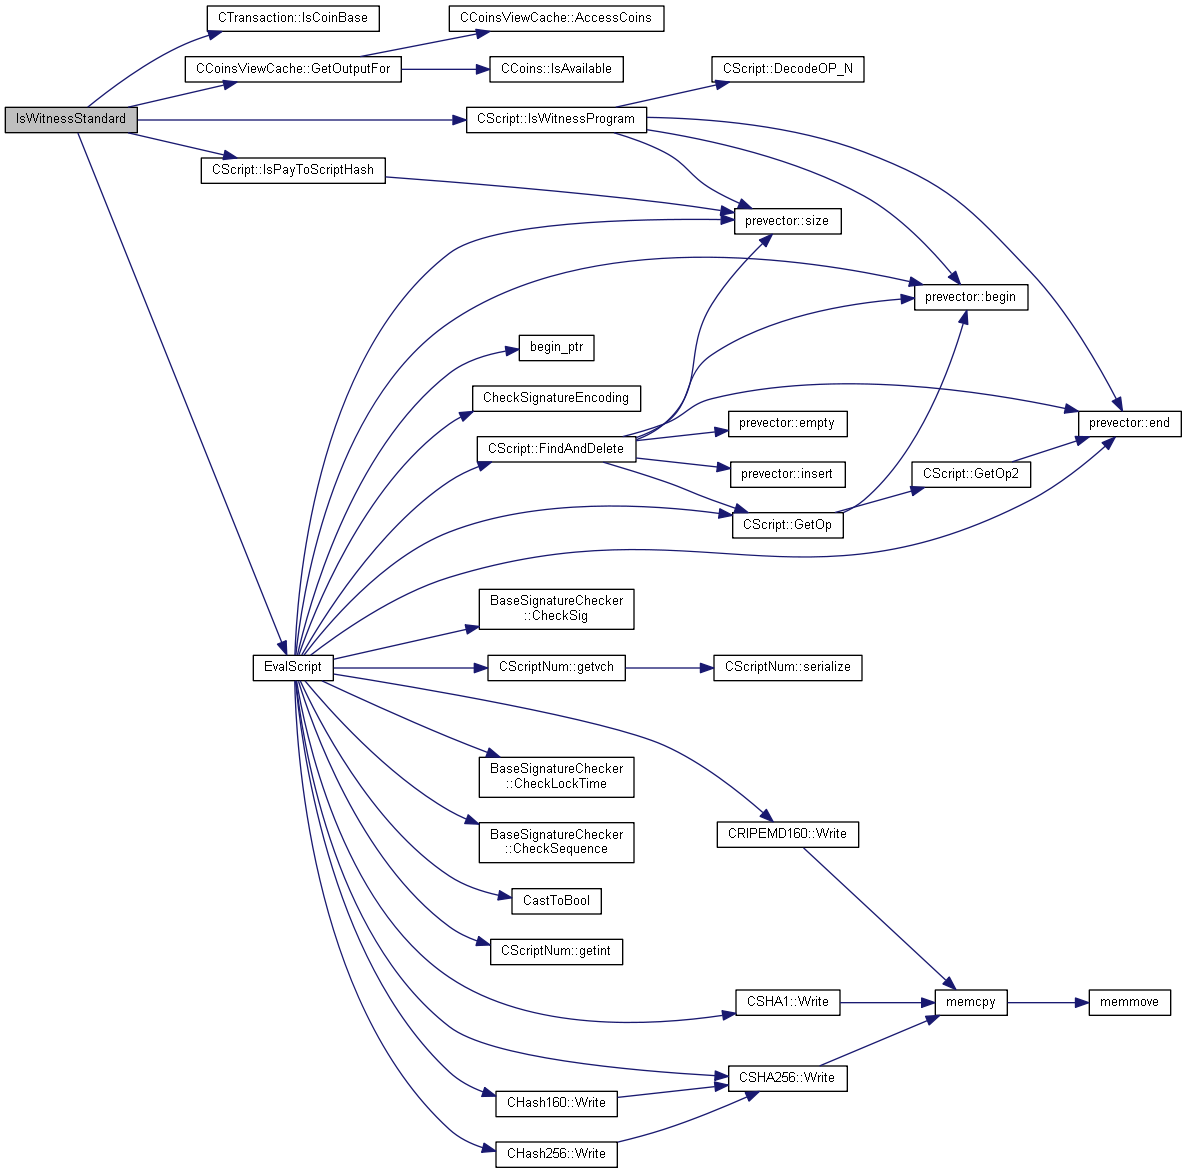 CTransaction::IsCoinBase
CCoinsViewCache::AccessCoins
CCoinsViewCache::GetOutputFor
CCoins::IsAvailable
CScript::DecodeOP_N
IsWitnessStandard
CScript::IsWitnessProgram
CScript::IsPayToScriptHash
prevector::size
prevector::begin
begin_ptr
CheckSignatureEncoding
prevector::empty
prevector::end
CScript::FindAndDelete
prevector::insert
CScript::GetOp2
CScript::GetOp
BaseSignatureChecker
::CheckSig
EvalScript
CScriptNum::getvch
CScriptNum::serialize
BaseSignatureChecker
::CheckLockTime
BaseSignatureChecker
::CheckSequence
CRIPEMD160::Write
CastToBool
CScriptNum::getint
CSHA1::Write
memcpy
memmove
CSHA256::Write
CHash160::Write
CHash256::Write